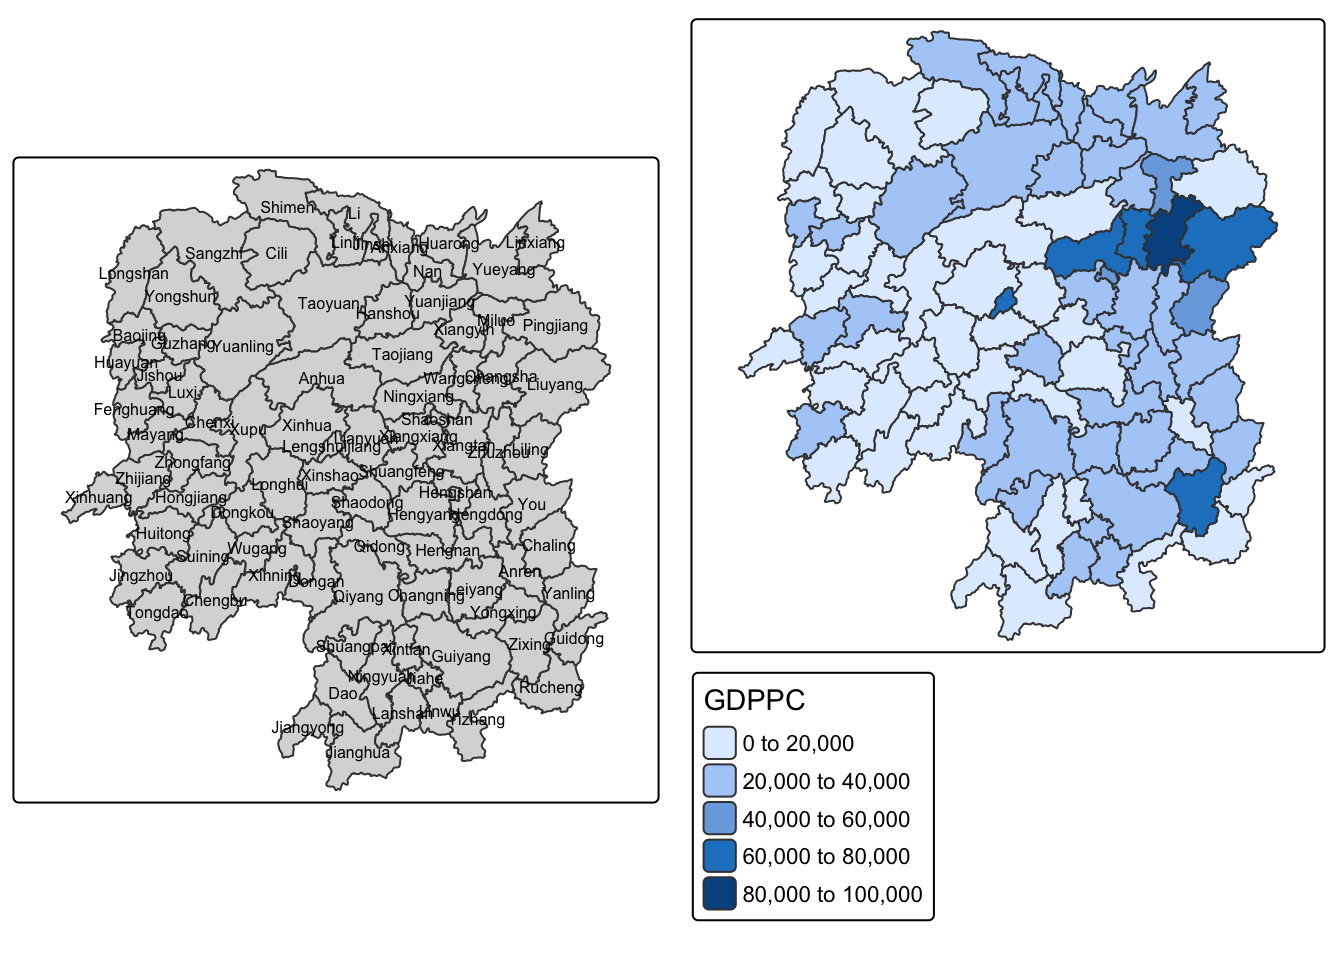 Shimen
Li
Linli
Jinshi
Anxiang
Huarong
Linxiang
Sangzhi
Cili
Nan
Yueyang
Longshan
Yongshun
Taoyuan
Hanshou
Yuanjiang
Xiangyin
Miluo
Pingjiang
Baojing
Guzhang
Yuanling
Huayuan
Jishou
Taojiang
Anhua
Wangcheng
Changsha
Liuyang
Luxi
Ningxiang
Fenghuang
Mayang
Chenxi
Xupu
Xinhua
Shaoshan
Lianyuan
Xiangxiang
Lengshuijiang
Xiangtan
Zhuzhou
Liling
Zhongfang
Zhijiang
Xinshao
Shuangfeng
Xinhuang
Hongjiang
Longhui
Hengshan
Shaodong
You
Dongkou
Shaoyang
Hengyang
Hengdong
Huitong
Suining
Wugang
Qidong
Hengnan
Chaling
Jingzhou
Xinning
Dongan
Anren
Tongdao
Chengbu
Qiyang
Changning
Leiyang
Yanling
Yongxing
Shuangpai
Xintian
Guiyang
Zixing
Guidong
Ningyuan
Jiahe
Dao
Rucheng
Lanshan
Linwu
Yizhang
Jiangyong
Jianghua
GDPPC
0 to 20,000
20,000 to 40,000
40,000 to 60,000
60,000 to 80,000
80,000 to 100,000